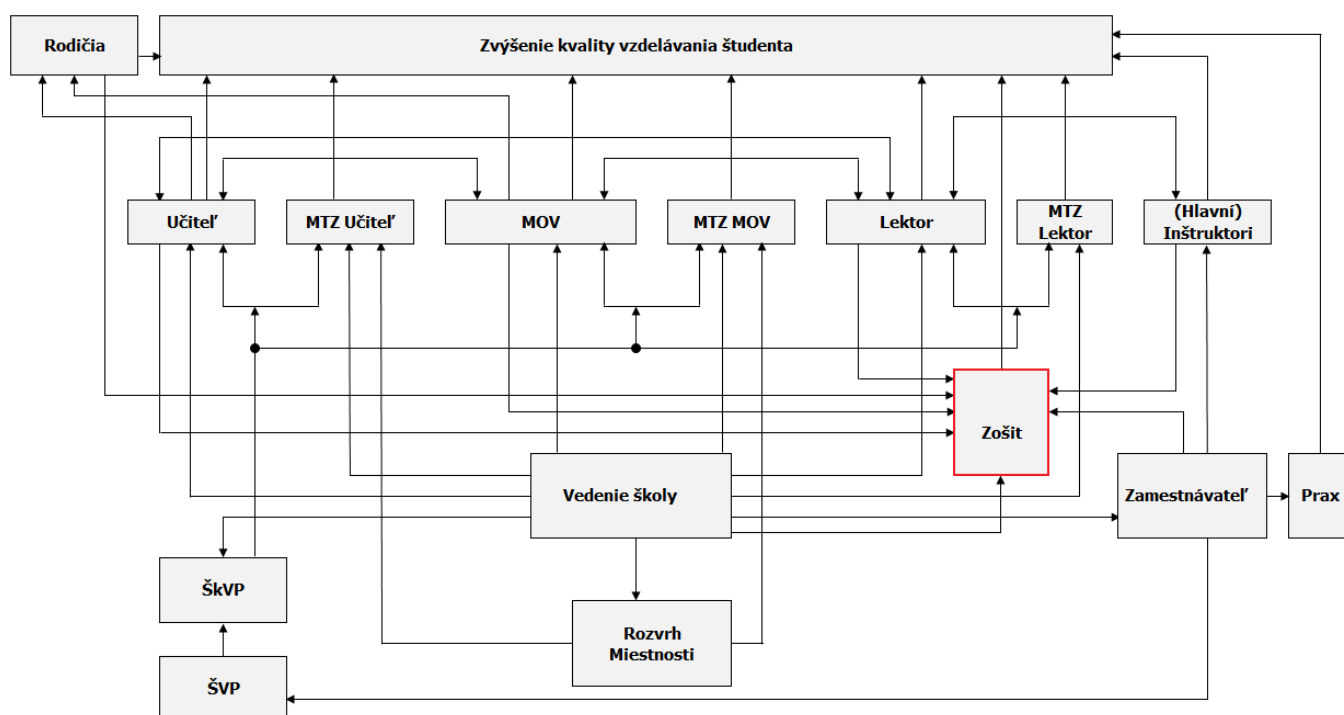 Rodičia
Zvýšenie kvality vzdelávania študenta
Učiteľ
MTZ Učiteľ
MOV
MTZ MOV
Lektor
MTZ
Lektor
(Hlavní)
Inštruktori
Zošit
Vedenie školy
Zamestnávateľ
Prax
ŠkVP
Rozvrh
Miestnosti
ŠVP